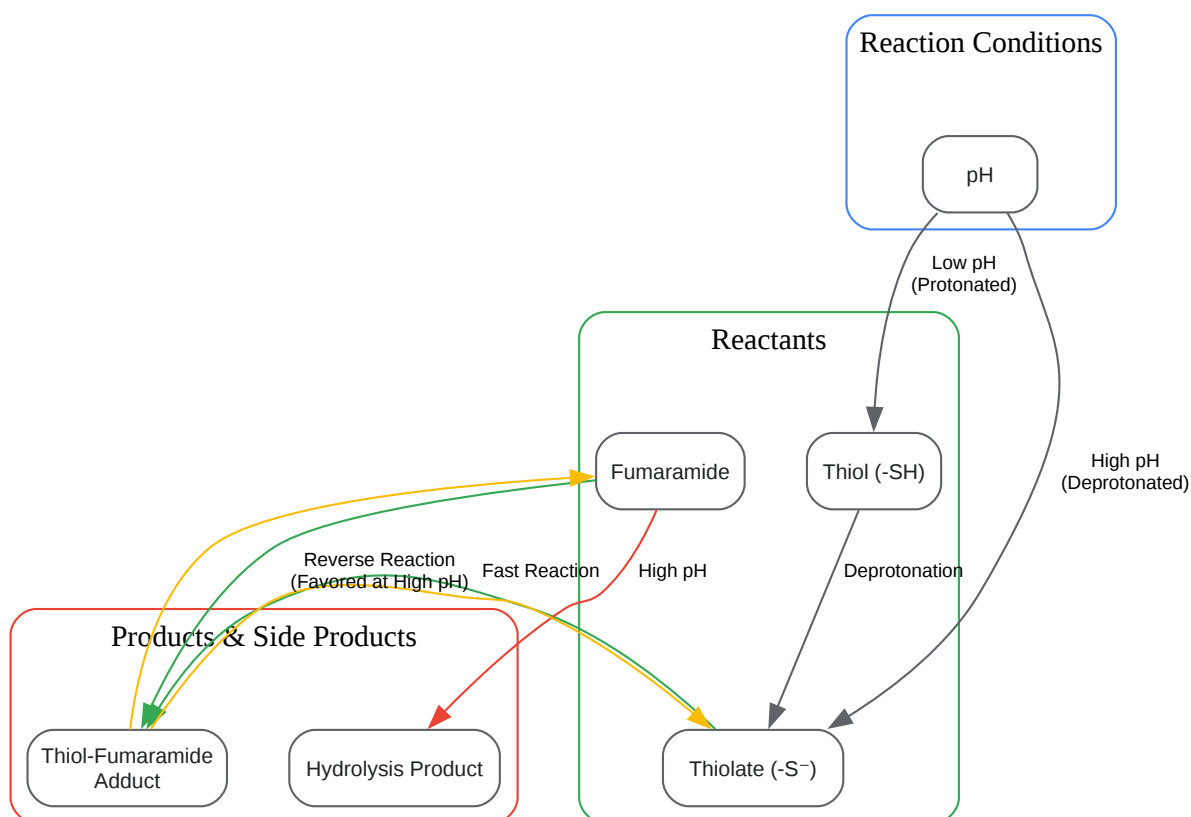 Reaction Conditions
pH
Low pH
(Protonated)
Reactants
Fumaramide
Thiol (-SH)
High pH
(Deprotonated)
Reverse Reaction
(Favored at High pH)
Fast Reaction
High pH
Deprotonation
Products & Side Products
Thiol-Fumaramide
Adduct
Hydrolysis Product
Thiolate (-S⁻)